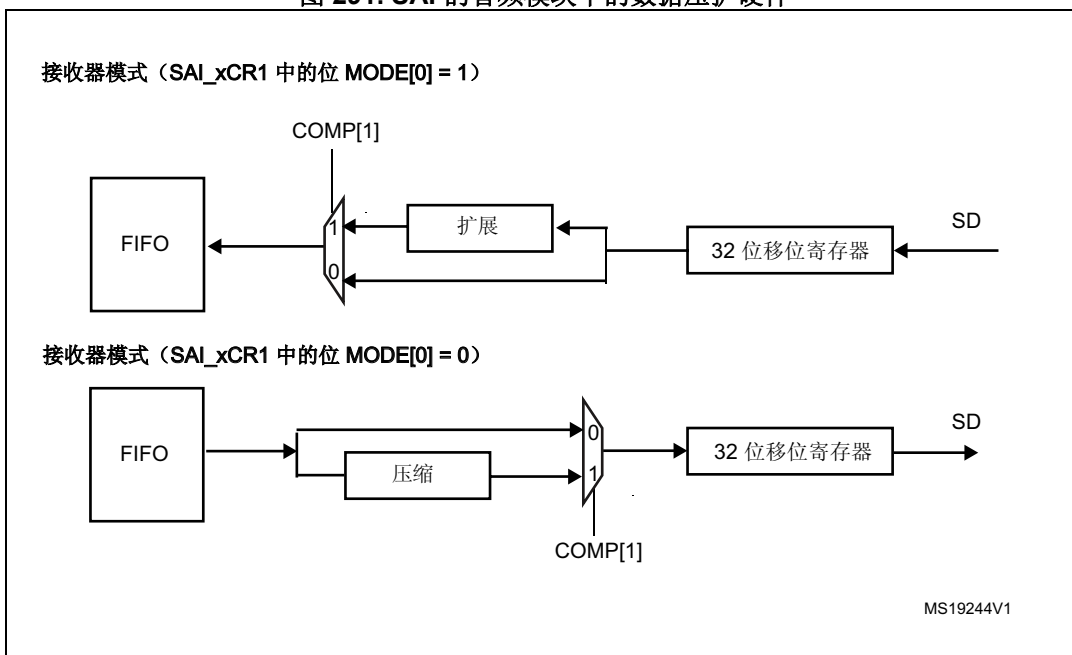 接收器模式（SAI_xCR1 中的位 MODE[0] = 1）
COMP[1]
FIFO
1
0
扩展
32 位移位寄存器
SD
接收器模式（SAI_xCR1 中的位 MODE[0] = 0）
FIFO
压缩
0
1
32 位移位寄存器
SD
COMP[1]
MS19244V1